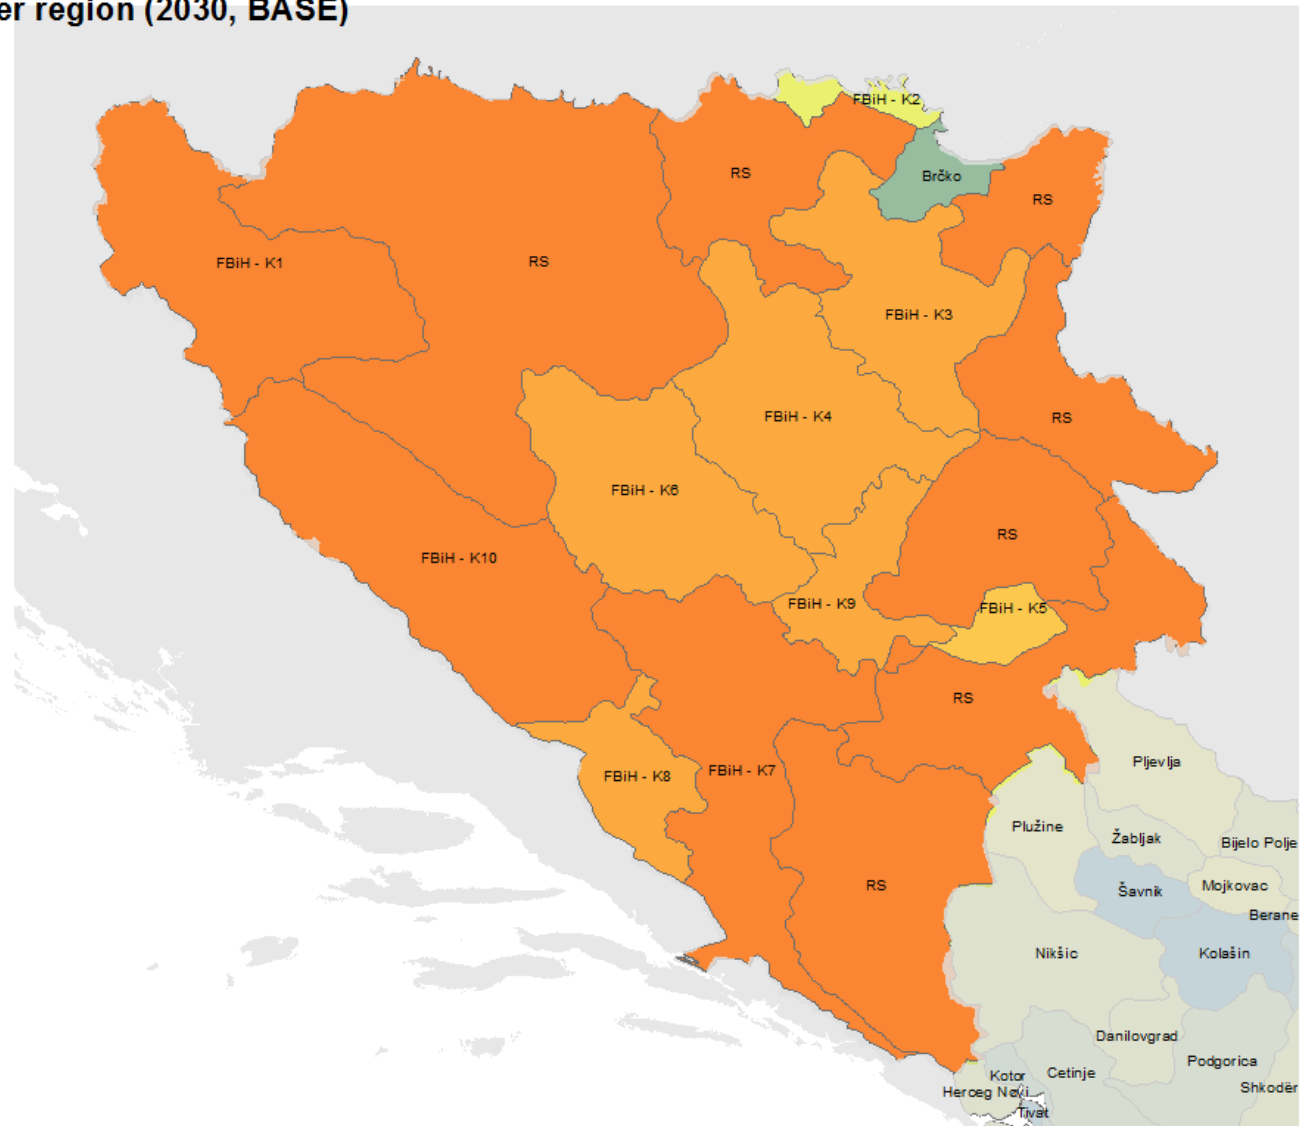 er region (2030, BASE)
FBiH - K2
RS
Brčko
RS
FBiH - K1
RS
FBiH - K3
FBiH - K4
RS
FBiH - K6
RS
FBiH - K10
FBiH - K9
FBiH - K5
RS
FBiH - K8
FBiH - K7
Pljevlja
Plužine
Žabljak
Bijelo Polje
RS
Šavnik
Mojkovac
Berane
Nikšic
Kolašin
Danilovgrad
Podgorica
Kotor
Cetinje
Herceg Novi
Shkodër
Tivat